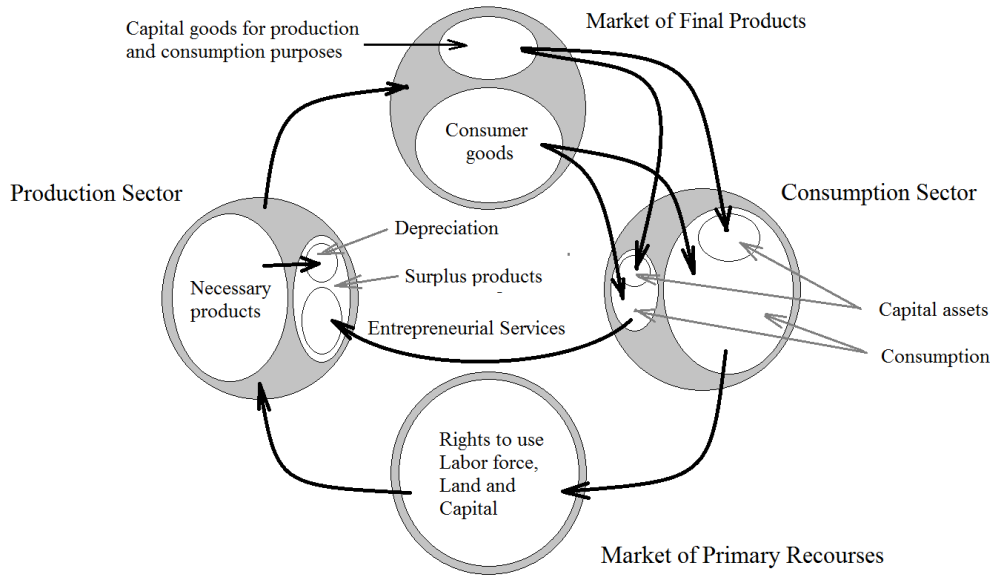 Market of Final Products
Capital goods for production
and consumption purposes
Consumer
goods
Production Sector
Consumption Sector
Depreciation
Surplus products
Necessary
products
Entrepreneurial Services
Capital assets
Consumption
Rights to use
Labor force,
Land and
Capital
Market of Primary Recourses